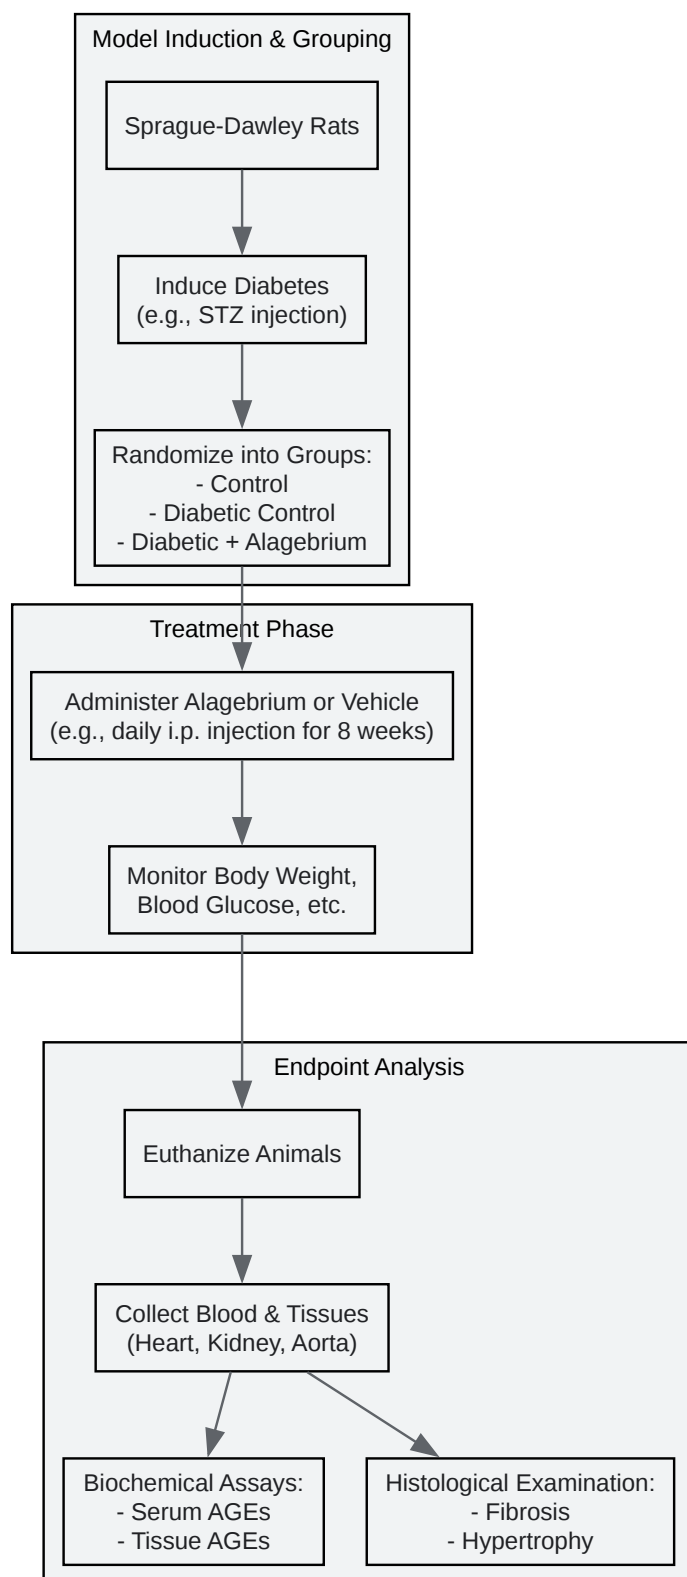 Model Induction & Grouping
Sprague-Dawley Rats
Induce Diabetes
(e.g., STZ injection)
Randomize into Groups:
- Control
- Diabetic Control
- Diabetic + Alagebrium
Treatment Phase
Administer Alagebrium or Vehicle
(e.g., daily i.p. injection for 8 weeks)
Monitor Body Weight,
Blood Glucose, etc.
Endpoint Analysis
Euthanize Animals
Collect Blood & Tissues
(Heart, Kidney, Aorta)
Biochemical Assays:
- Serum AGEs
- Tissue AGEs
Histological Examination:
- Fibrosis
- Hypertrophy